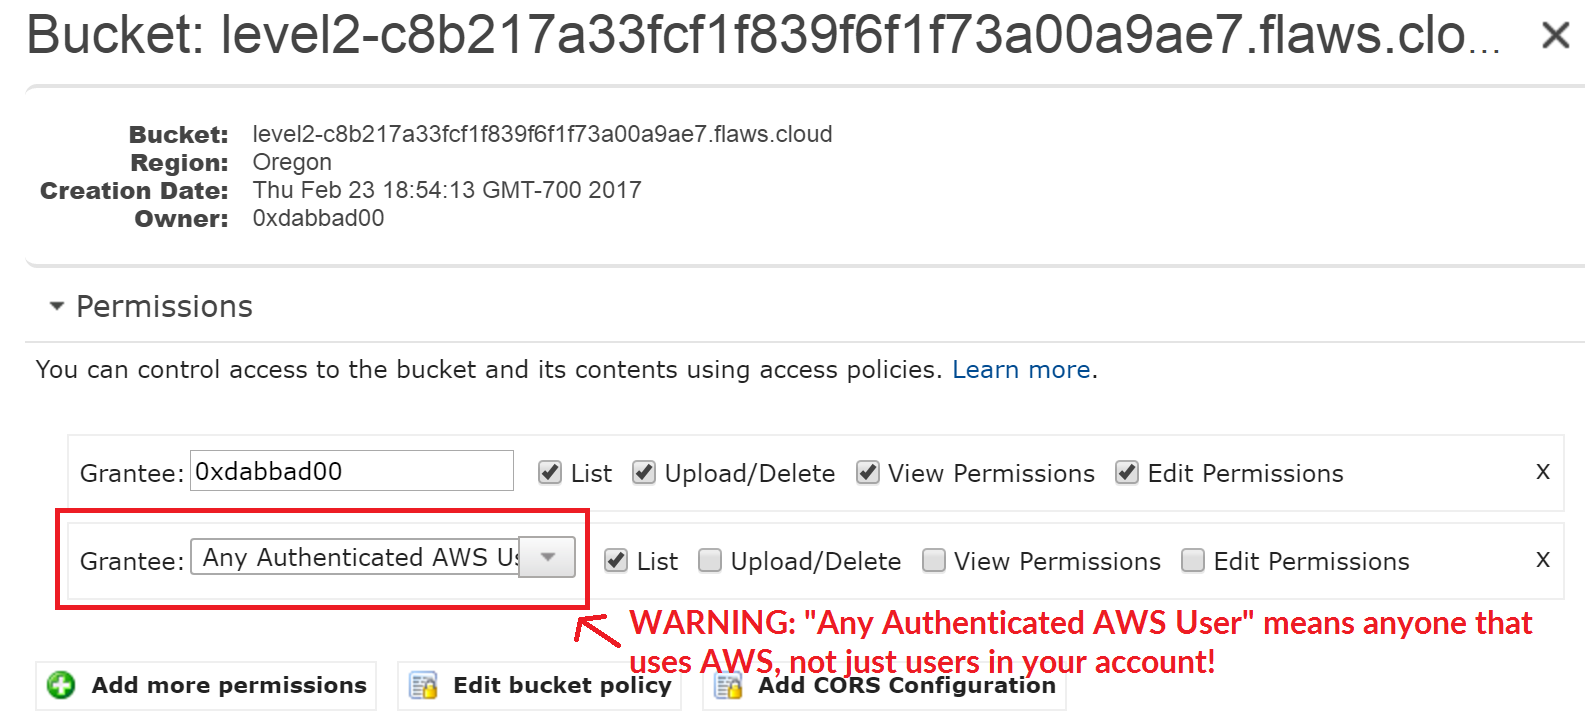 Bucket: level2-c8b217a33fcf1f839f6f1f73a00a9ae7.flaws.clo...
Bucket: level2-c8b217a33fcf1f839f6f1f73a00a9ae7.flaws.cloud
Region: Oregon
Creation Date: Thu Feb 23 18:54:13 GMT-700 2017
Owner: 0xdabbad00
Permissions
You can control access to the bucket and its contents using access policies. Learn more.
Grantee: 0xdabbad00 List Upload/Delete View Permissions Edit Permissions x
Grantee: Any Authenticated AWS Us List Upload/Delete View Permissions Edit Permissions x
WARNING: "Any Authenticated AWS User" means anyone that
uses AWS, not just users in your account!
Add more permissions Edit bucket policy Add CORS Configuration